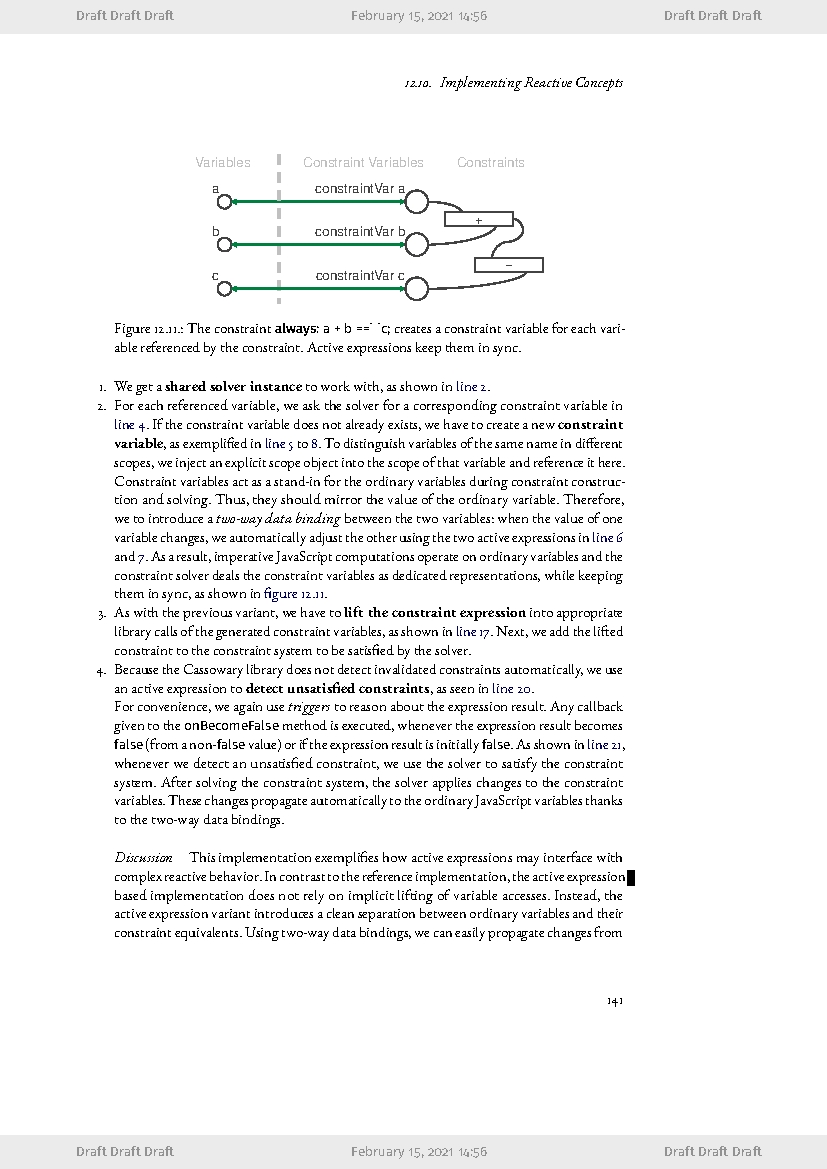 Draft Draft Draft February 15, 2021 14:56 Draft Draft Draft
12.10. Implementing Reactive Concepts
Variables Constraint Variables Constraints
a constraintVar a
+
b constraintVar b
−
c constraintVar c
Figure 12.11.: The constraint always: a + b == c; creates a constraint variable for each vari-
able referenced by the constraint. Active expressions keep them in sync.
1. We get a shared solver instance to work with, as shown in line 2.
2. For each referenced variable, we ask the solver for a corresponding constraint variable in
line 4. If the constraint variable does not already exists, we have to create a new constraint
variable, as exemplified in line 5 to 8. To distinguish variables of the same name in different
scopes, we inject an explicit scope object into the scope of that variable and reference it here.
Constraint variables act as a stand-in for the ordinary variables during constraint construc-
tion and solving. Thus, they should mirror the value of the ordinary variable. Therefore,
we to introduce a two-way data binding between the two variables: when the value of one
variable changes, we automatically adjust the other using the two active expressions in line 6
and 7. As a result, imperative JavaScript computations operate on ordinary variables and the
constraint solver deals the constraint variables as dedicated representations, while keeping
them in sync, as shown in figure 12.11.
3. As with the previous variant, we have to lift the constraint expression into appropriate
library calls of the generated constraint variables, as shown in line 17. Next, we add the lifted
constraint to the constraint system to be satisfied by the solver.
4. Because the Cassowary library does not detect invalidated constraints automatically, we use
an active expression to detect unsatisfied constraints, as seen in line 20.
For convenience, we again use triggers to reason about the expression result. Any callback
given to the onBecomeFalse method is executed, whenever the expression result becomes
false (from a non-false value) or if the expression result is initially false. As shown in line 21,
whenever we detect an unsatisfied constraint, we use the solver to satisfy the constraint
system. After solving the constraint system, the solver applies changes to the constraint
variables. These changes propagate automatically to the ordinary JavaScript variables thanks
to the two-way data bindings.
Discussion This implementation exemplifies how active expressions may interface with
complex reactive behavior. In contrast to the reference implementation, the active expression
based implementation does not rely on implicit lifting of variable accesses. Instead, the
active expression variant introduces a clean separation between ordinary variables and their
constraint equivalents. Using two-way data bindings, we can easily propagate changes from
141
Draft Draft Draft February 15, 2021 14:56 Draft Draft Draft